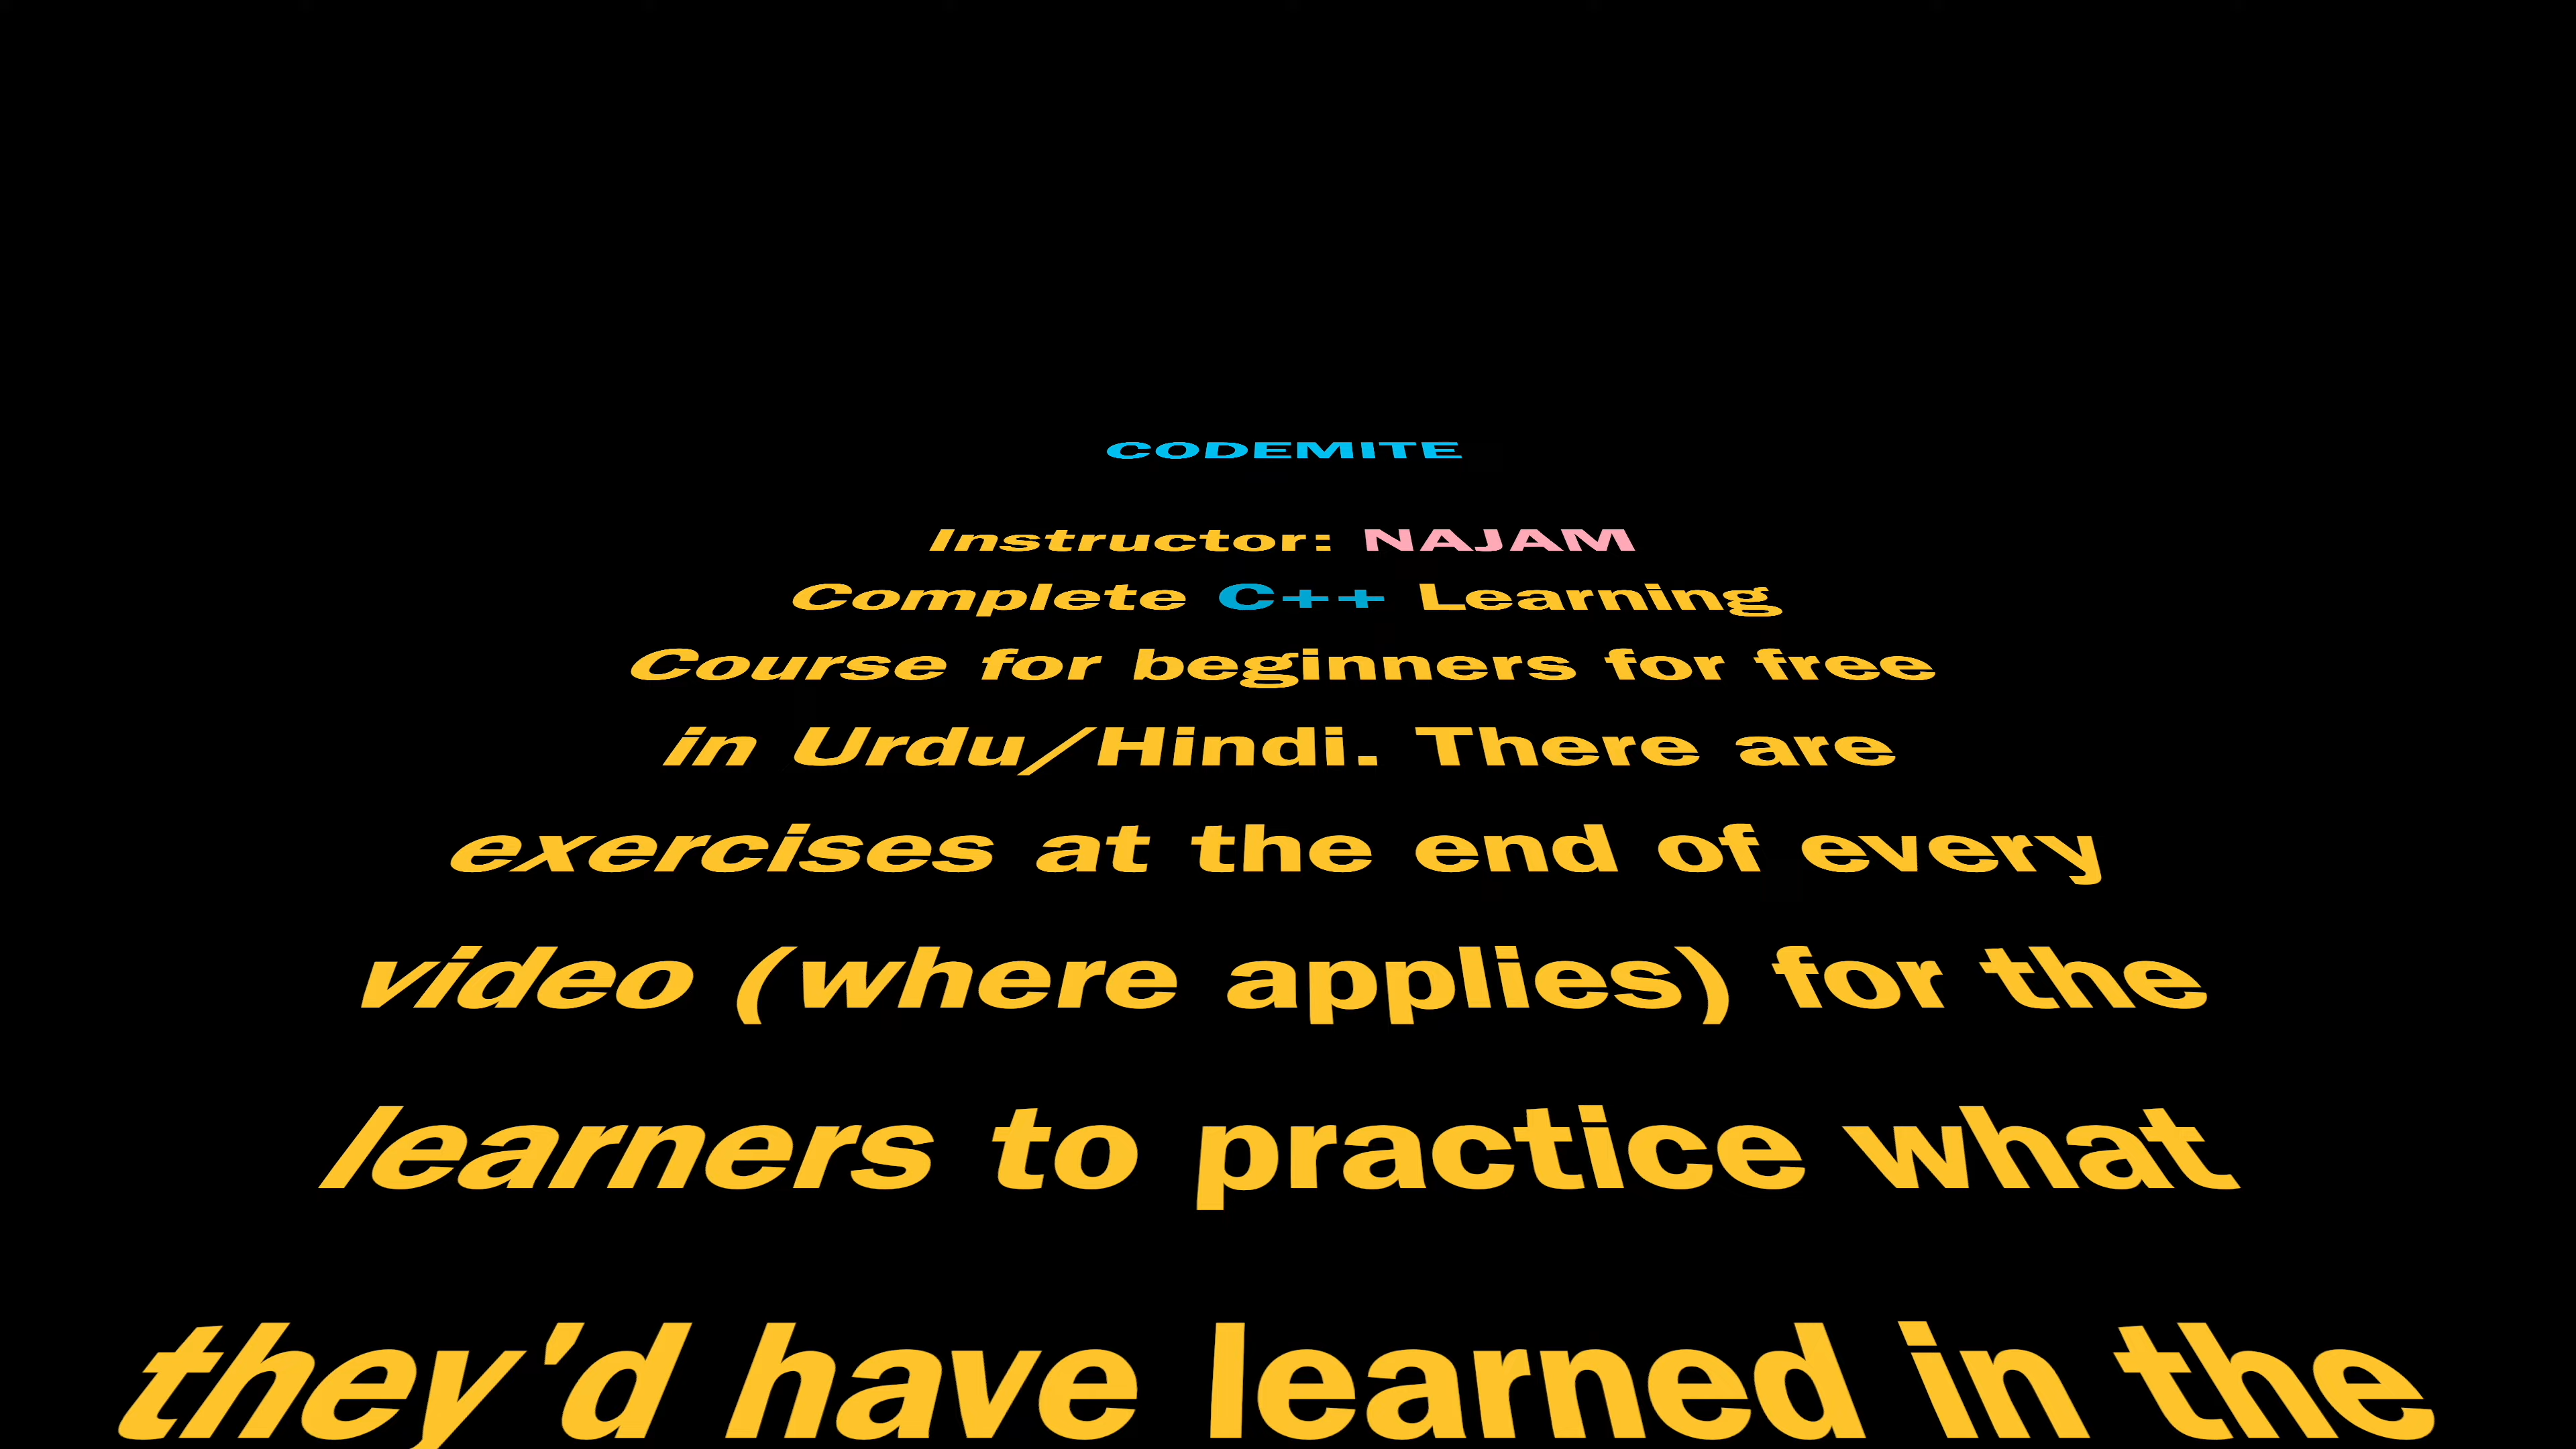 CODEMITE
Instructor: NAJAM
Complete C++ Learning
Course for beginners for free
in Urdu/Hindi. There are
exercises at the end of every
video (where applies) for the
learners to practice what
they'd have learned in the